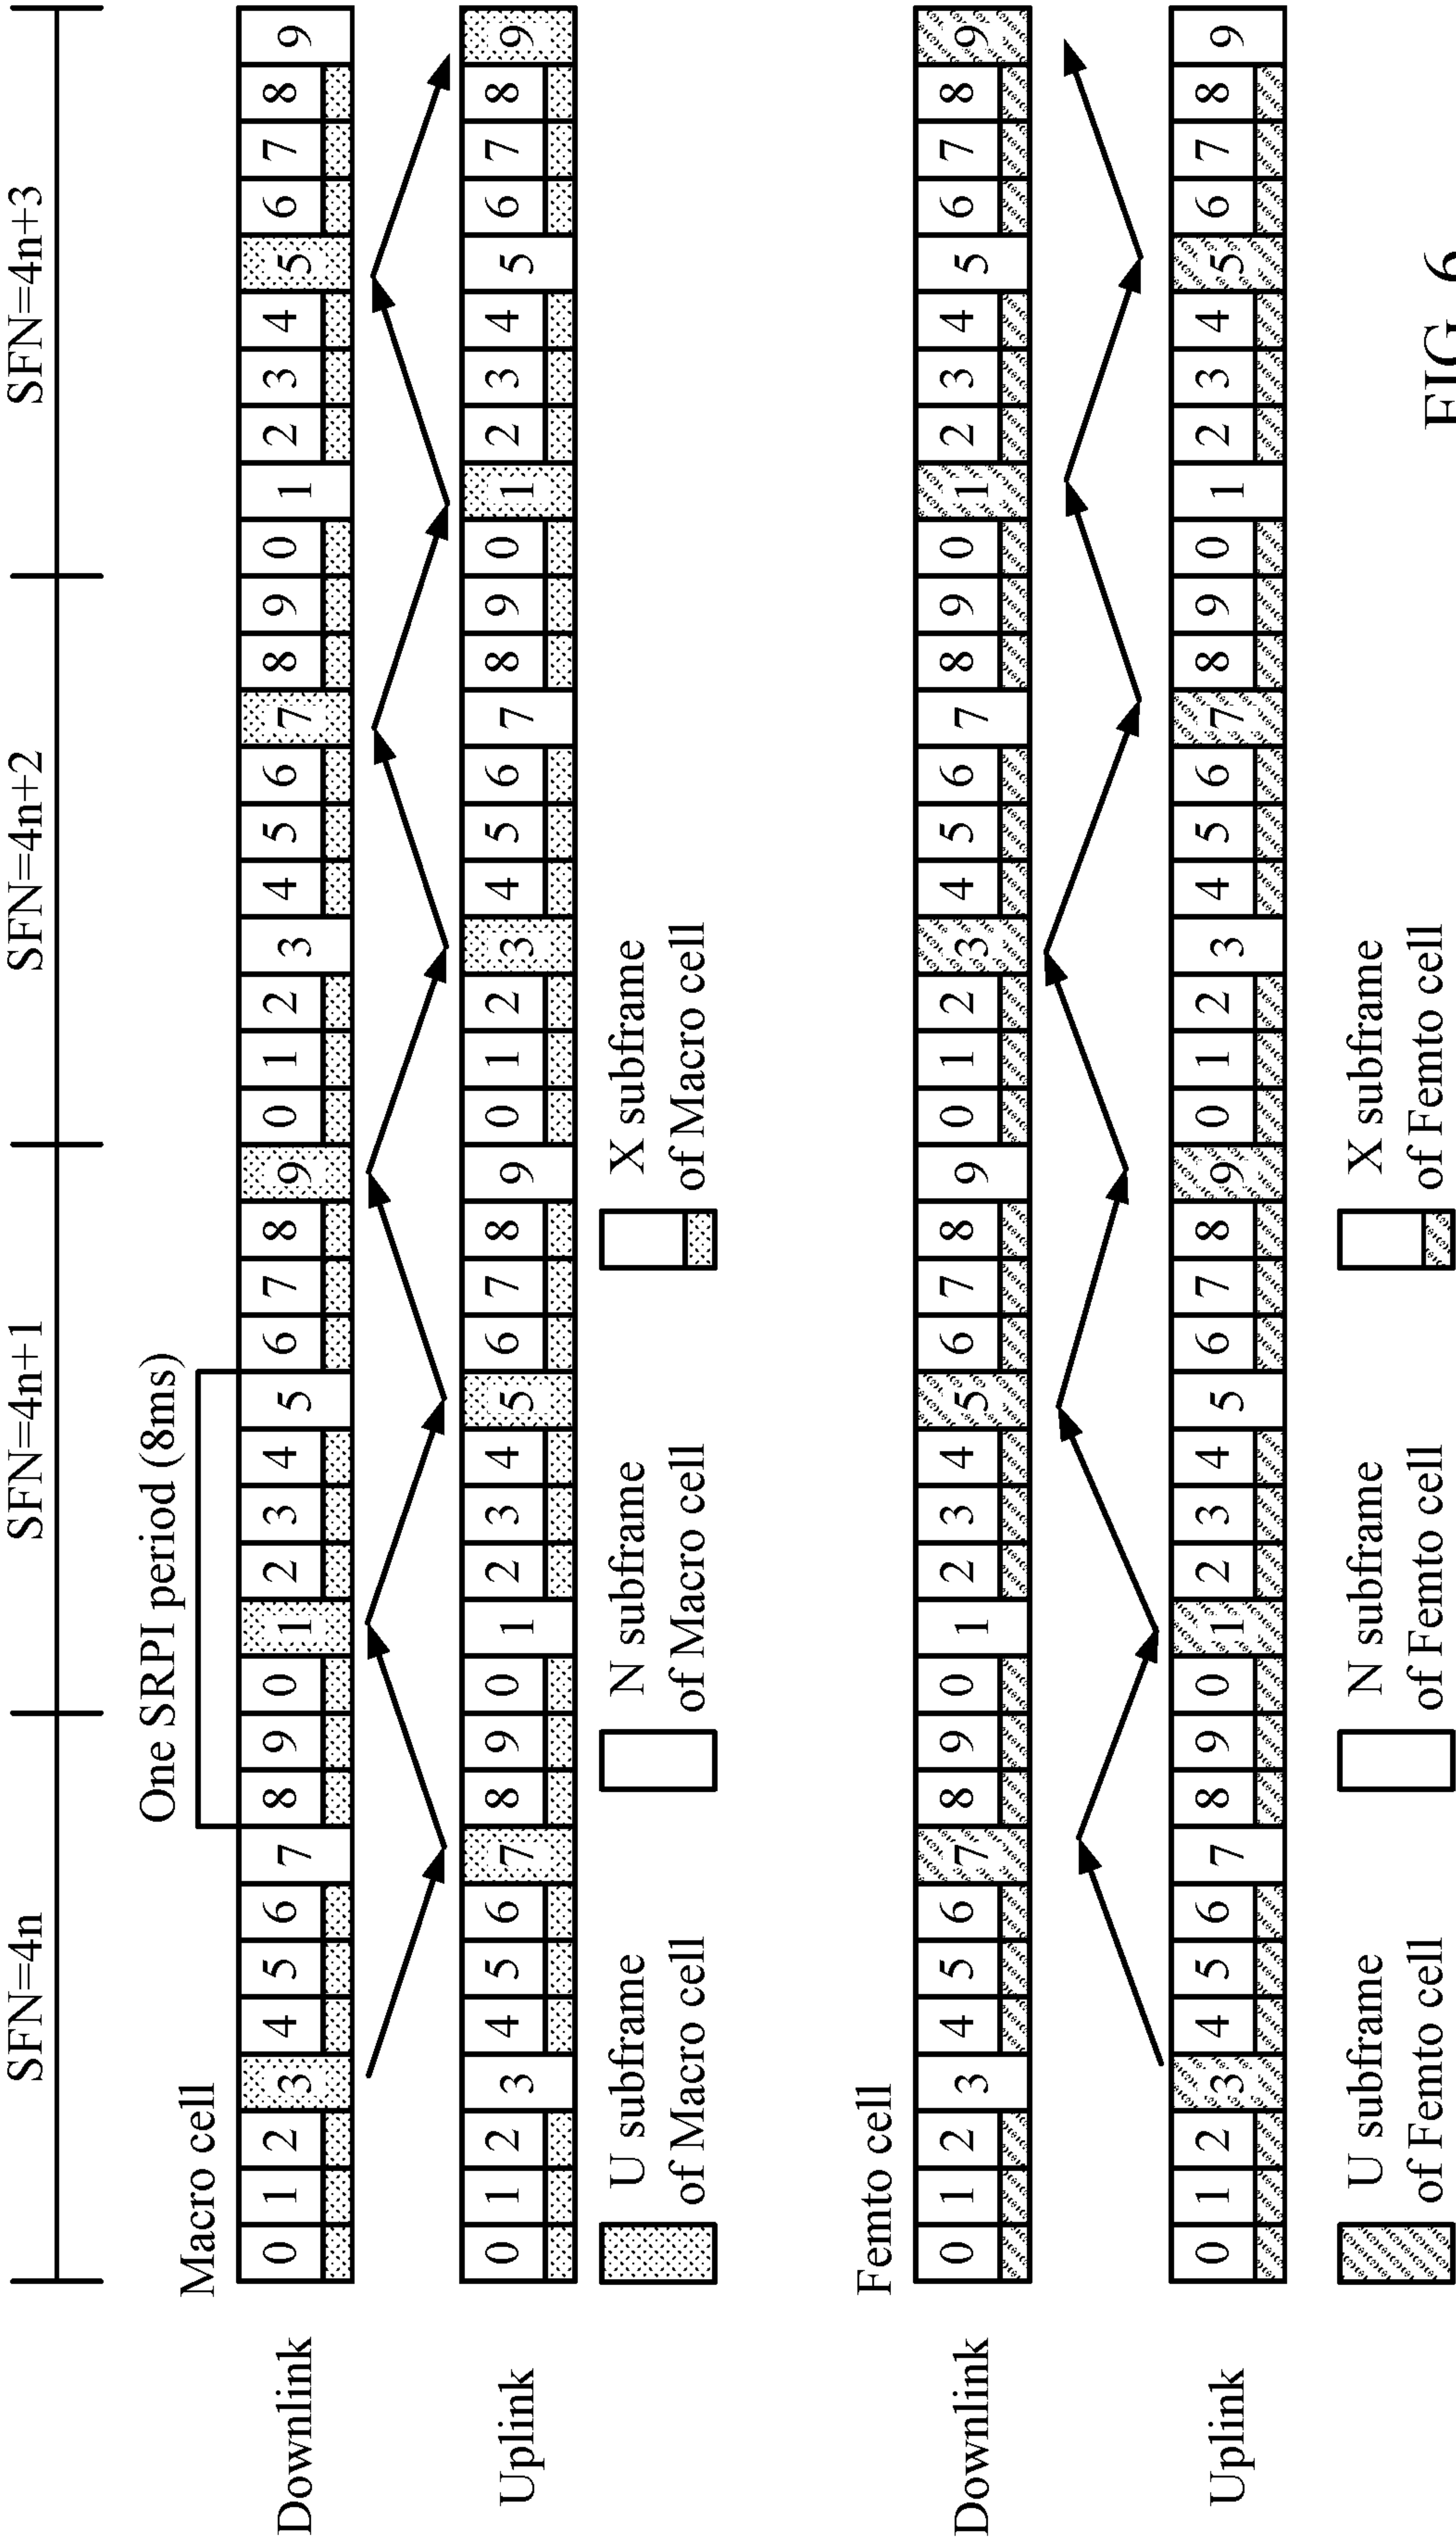 SFN=4n SFN=4n+1 SFN=4n+2 SFN=4n+3
One SRPI period (8ms)
Macro cell
Downlink 0 1 2 3 4 5 6 7 8 9 0 1 2 3 4 5 6 7 8 9 0 1 2 3 4 5 6 7 8 9 0 1 2 3 4 5 6 7 8 9
Uplink 0 1 2 3 4 5 6 7 8 9 0 1 2 3 4 5 6 7 8 9 0 1 2 3 4 5 6 7 8 9 0 1 2 3 4 5 6 7 8 9
U subframe
of Macro cell
N subframe
of Macro cell
X subframe
of Macro cell
Femto cell
Downlink 0 1 2 3 4 5 6 7 8 9 0 1 2 3 4 5 6 7 8 9 0 1 2 3 4 5 6 7 8 9 0 1 2 3 4 5 6 7 8 9
Uplink 0 1 2 3 4 5 6 7 8 9 0 1 2 3 4 5 6 7 8 9 0 1 2 3 4 5 6 7 8 9 0 1 2 3 4 5 6 7 8 9
U subframe
of Femto cell
N subframe
of Femto cell
X subframe
of Femto cell
FIG. 6